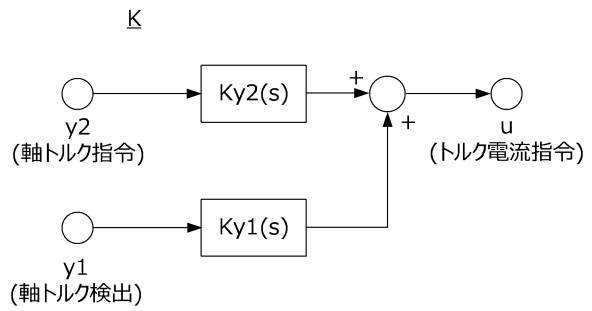 K
Ky2(s)
+
y2
(軸トルク指令)
+
u
(トルク電流指令)
Ky1(s)
y1
(軸トルク検出)